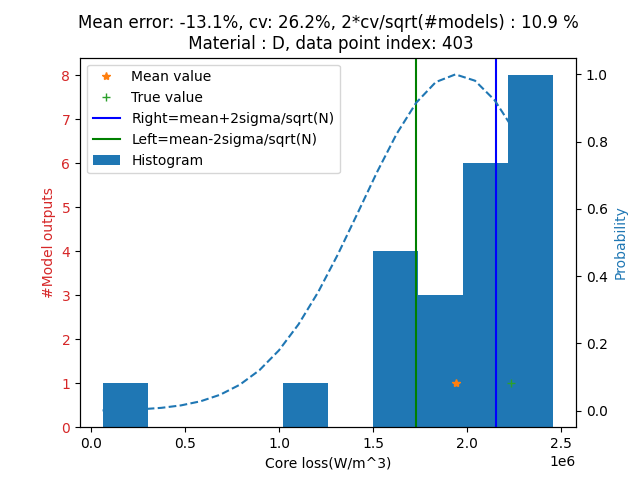 Mean error: -13.1%, cv: 26.2%, 2*cv/sqrt(#models) : 10.9 %
Material : D, data point index: 403
Mean value
True value
Right=mean+2sigma/sqrt(N)
Left=mean-2sigma/sqrt(N)
Histogram
#Model outputs
8
7
6
5
4
3
2
1
0
Probability
1.0
0.8
0.6
0.4
0.2
0.0
0.0 0.5 1.0 1.5 2.0 2.5
1e6
Core loss(W/m^3)